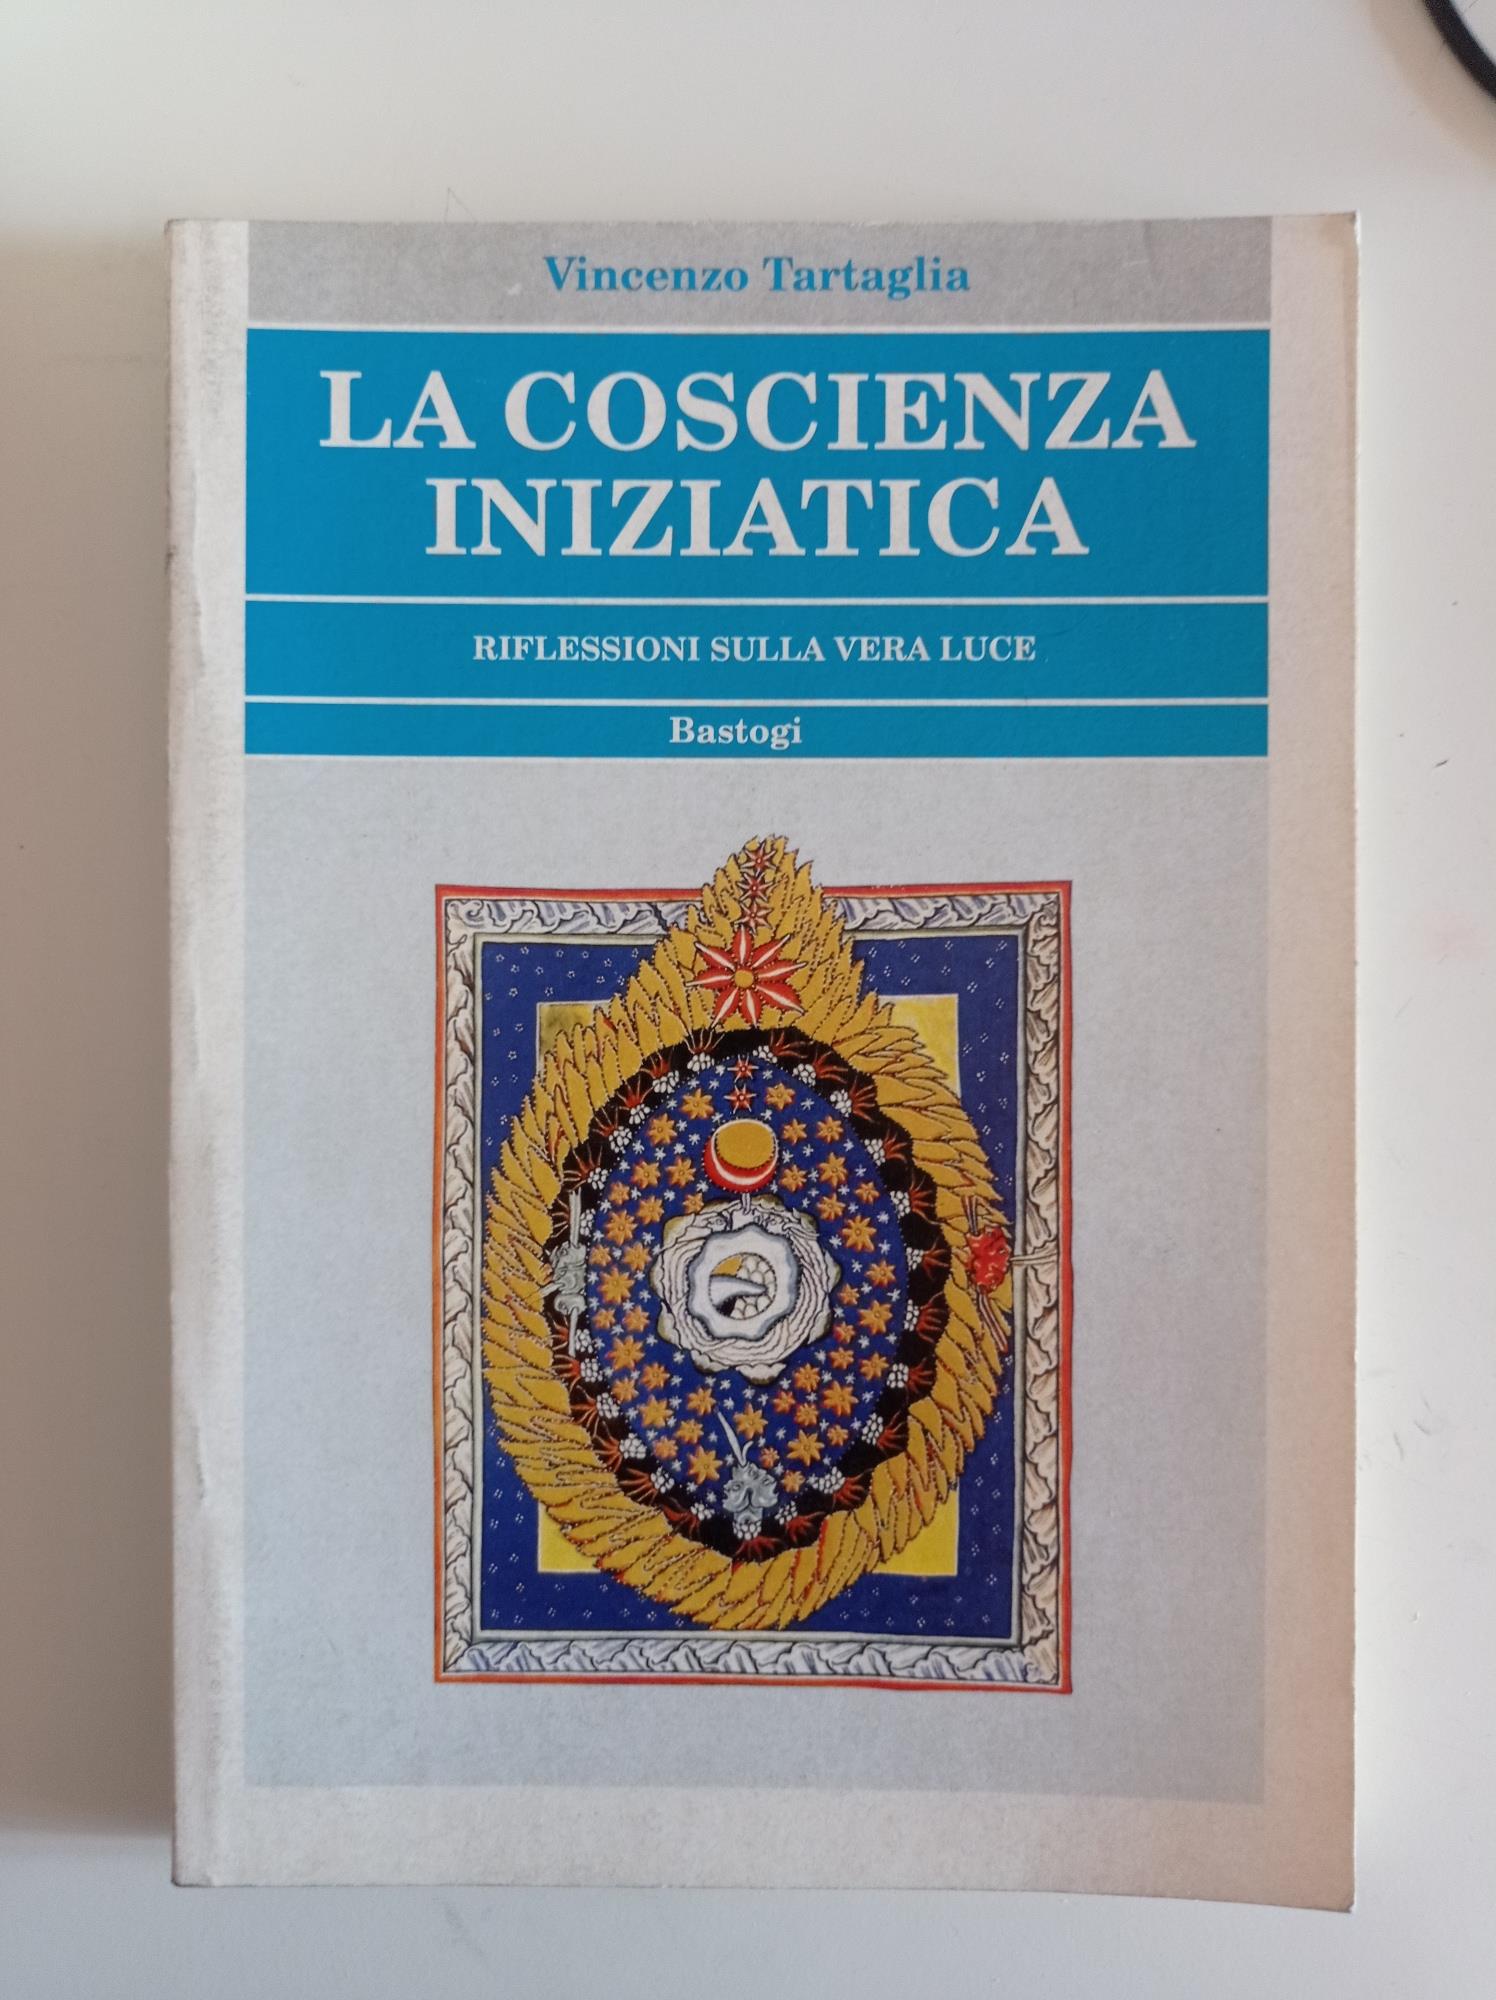 Vincenzo Tartaglia
LA COSCIENZA
INIZIATICA
RIFLESSIONI SULLA VERA LUCE
Bastogi